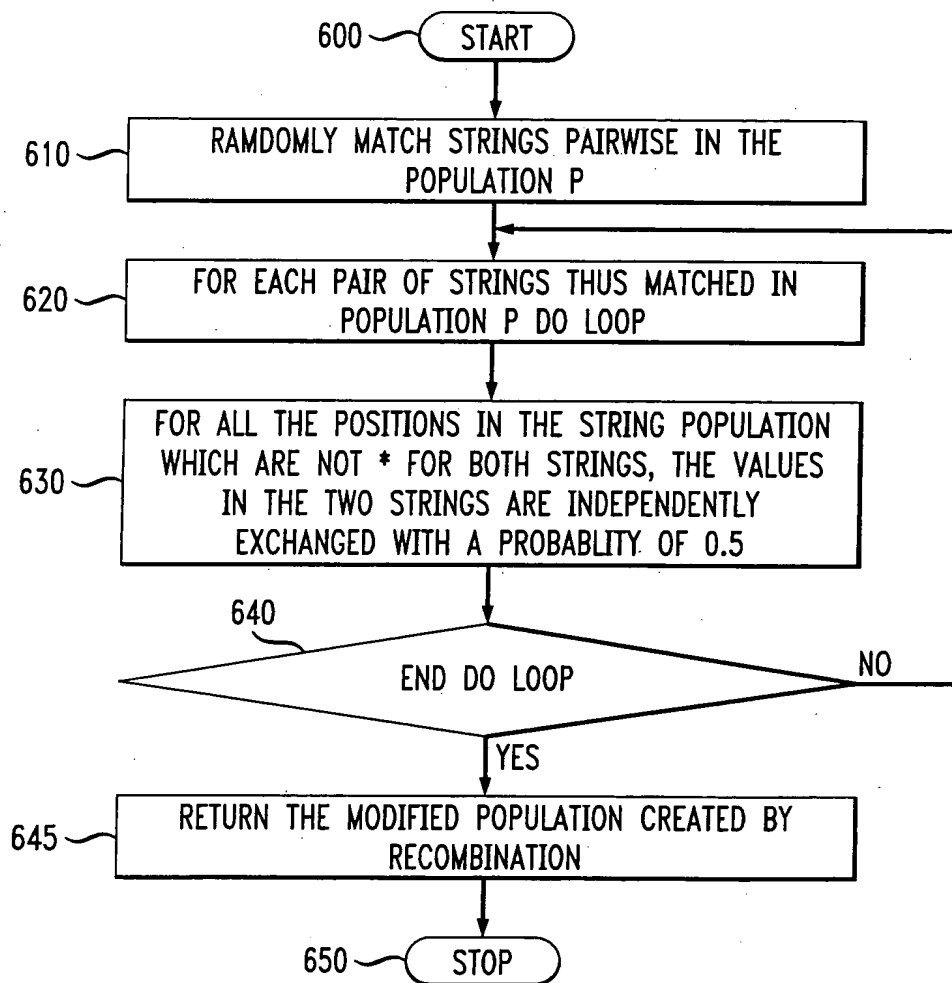 600 START
610 RAMDOMLY MATCH STRINGS PAIRWISE IN THE
POPULATION P
620 FOR EACH PAIR OF STRINGS THUS MATCHED IN
POPULATION P DO LOOP
630 FOR ALL THE POSITIONS IN THE STRING POPULATION
WHICH ARE NOT * FOR BOTH STRINGS, THE VALUES
IN THE TWO STRINGS ARE INDEPENDENTLY
EXCHANGED WITH A PROBABLITY OF 0.5
640
END DO LOOP
NO
YES
645 RETURN THE MODIFIED POPULATION CREATED BY
RECOMBINATION
650 STOP